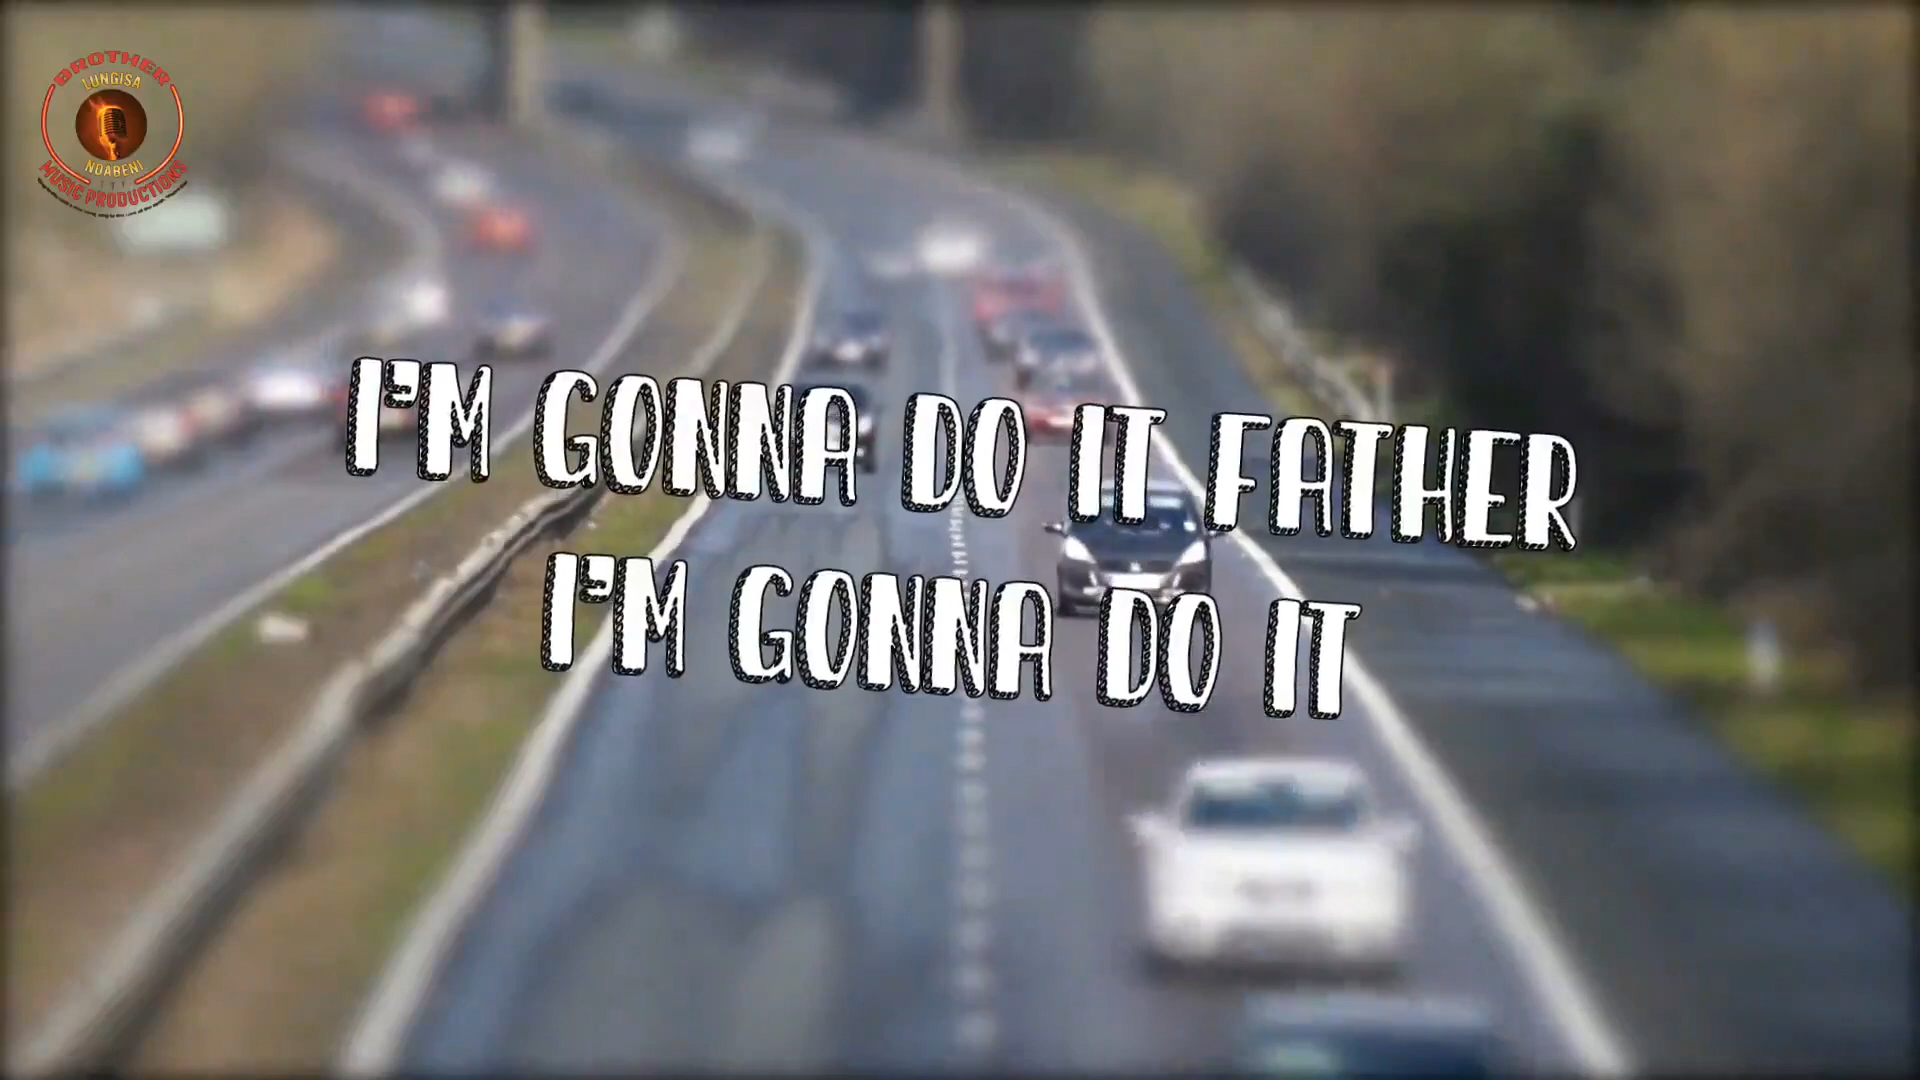 BROTHER
LUNGISA
NDABENI
MUSIC PRODUCTIONS
I'M GONNA DO IT FATHER
I'M GONNA DO IT